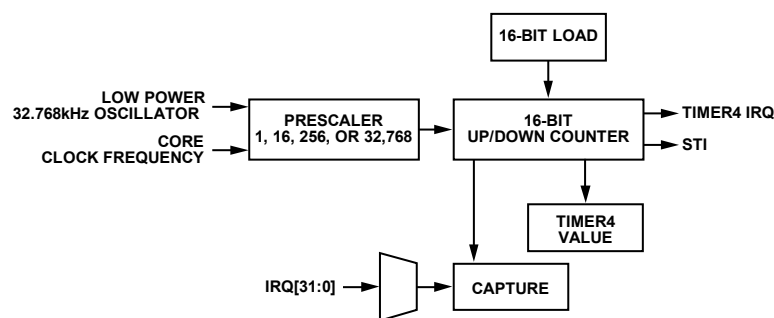 16-BIT LOAD
LOW POWER
32.768kHz OSCILLATOR
CORE
CLOCK FREQUENCY
PRESCALER
1, 16, 256, OR 32,768
16-BIT
UP/DOWN COUNTER
TIMER4 IRQ
STI
TIMER4
VALUE
IRQ[31:0]
CAPTURE